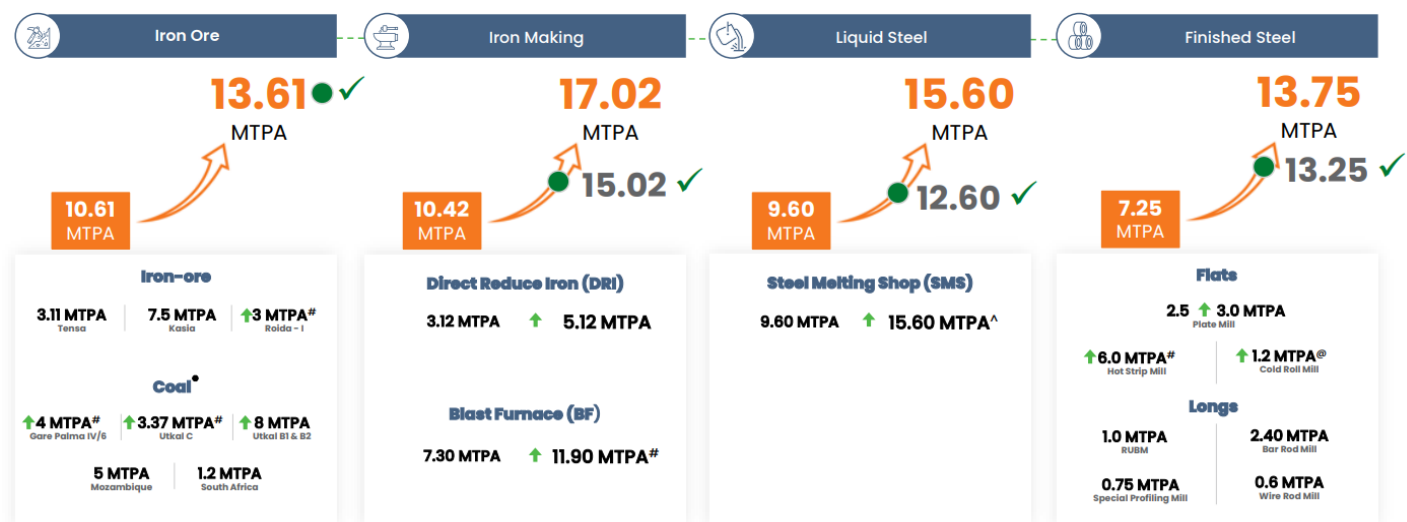 Iron Ore
Iron Making
Liquid Steel
Finished Steel
13.61 ✓
MTPA
10.61
MTPA
17.02
MTPA
15.02 ✓
10.42
MTPA
15.60
MTPA
12.60 ✓
9.60
MTPA
13.75
MTPA
13.25 ✓
7.25
MTPA
Iron-ore
3.11 MTPA 7.5 MTPA 3 MTPA#
Tensa Kasia Roida - I
Coal•
4 MTPA# 3.37 MTPA# 8 MTPA
Gare Palma IV/6 Utkal C Utkal B1 & B2
5 MTPA 1.2 MTPA
Mozambique South Africa
Direct Reduce Iron (DRI)
3.12 MTPA 5.12 MTPA
Blast Furnace (BF)
7.30 MTPA 11.90 MTPA#
Steel Melting Shop (SMS)
9.60 MTPA 15.60 MTPA^
Flats
2.5 3.0 MTPA
Plate Mill
6.0 MTPA# 1.2 MTPA@
Hot Strip Mill Cold Roll Mill
Longs
1.0 MTPA 2.40 MTPA
RUBM Bar Rod Mill
0.75 MTPA 0.6 MTPA
Special Profiling Mill Wire Rod Mill